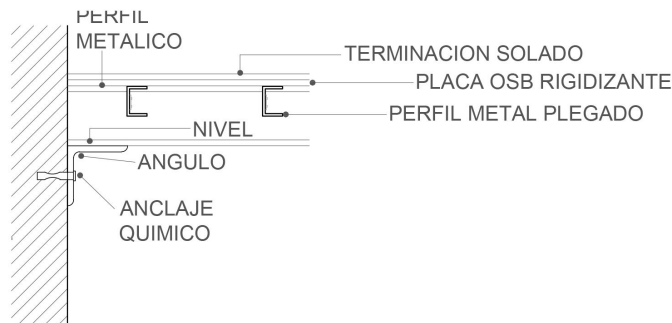 PERFIL
METALICO
TERMINACION SOLADO
PLACA OSB RIGIDIZANTE
PERFIL METAL PLEGADO
NIVEL
ANGULO
ANCLAJE
QUIMICO